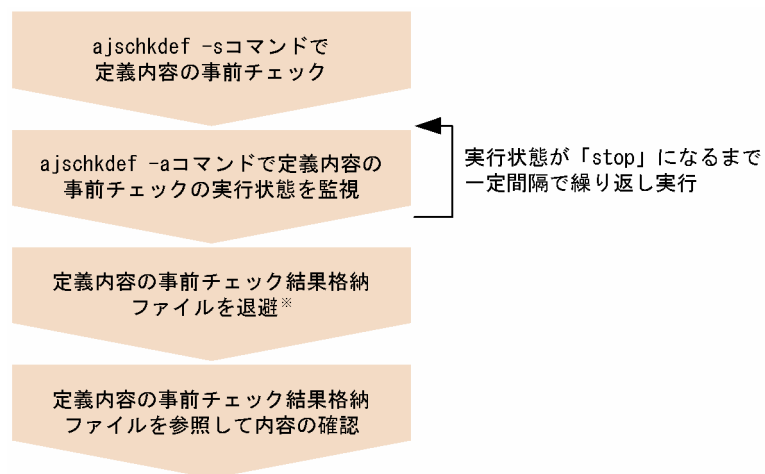 ajschkdef -sコマンドで
定義内容の事前チェック
ajschkdef -aコマンドで定義内容の
事前チェックの実行状態を監視
実行状態が「stop」になるまで
一定間隔で繰り返し実行
定義内容の事前チェック結果格納
ファイルを退避※
定義内容の事前チェック結果格納
ファイルを参照して内容の確認